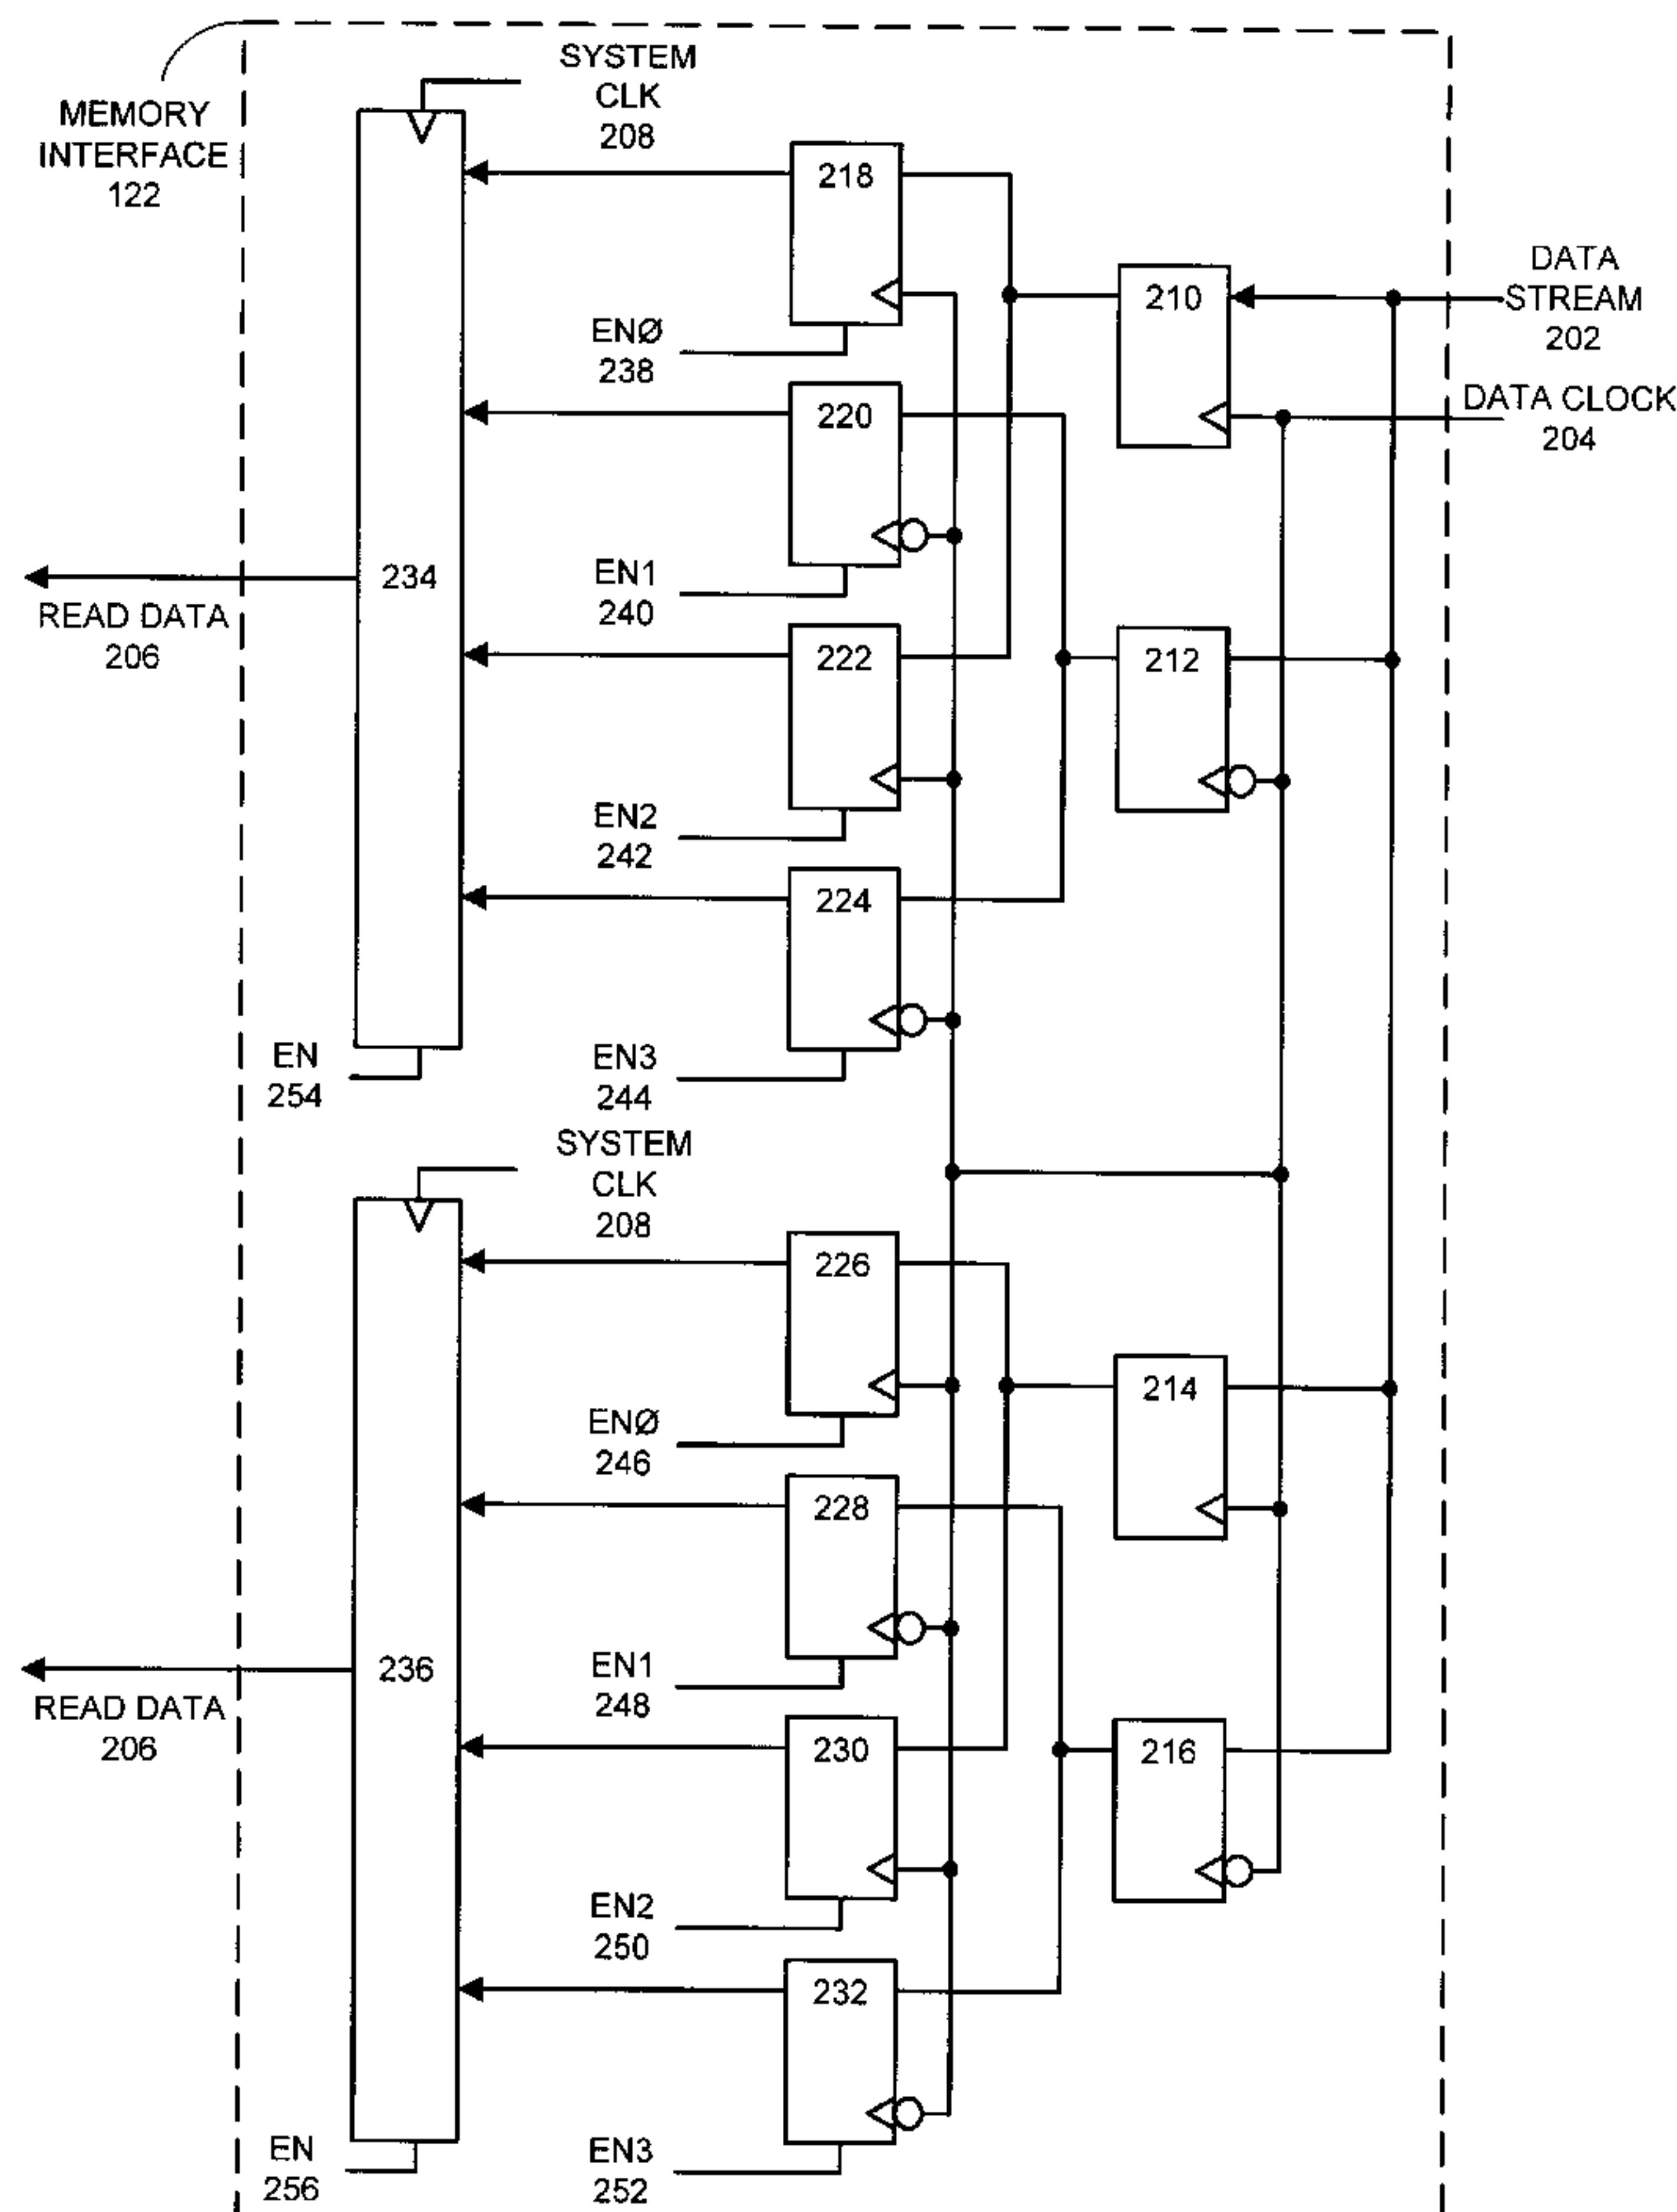 SYSTEM
CLK
208
MEMORY
INTERFACE
122
218
DATA
STREAM
202
210
ENØ
238
DATA CLOCK
204
220
234
READ DATA
206
EN1
240
222
212
EN2
242
224
EN
254
EN3
244
SYSTEM
CLK
208
226
214
ENØ
246
228
236
READ DATA
206
EN1
248
230
216
EN2
250
232
EN
256
EN3
252